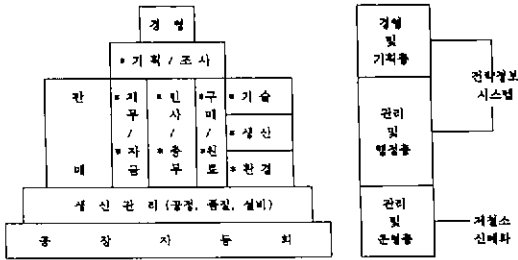 경 영
* 기 획 / 조 사
판 매
* 재 무 / * 자 금
* 인 사 / * 총 무
* 구 매 / * 원 료
* 기 술
* 생 산
* 환 경
생 산 관 리 (공정, 품질, 설비)
공 장 자 동 화
경영
및
기획층
관리
및
행정층
관리
및
운영층
전략정보
시스템
제철소
신예화